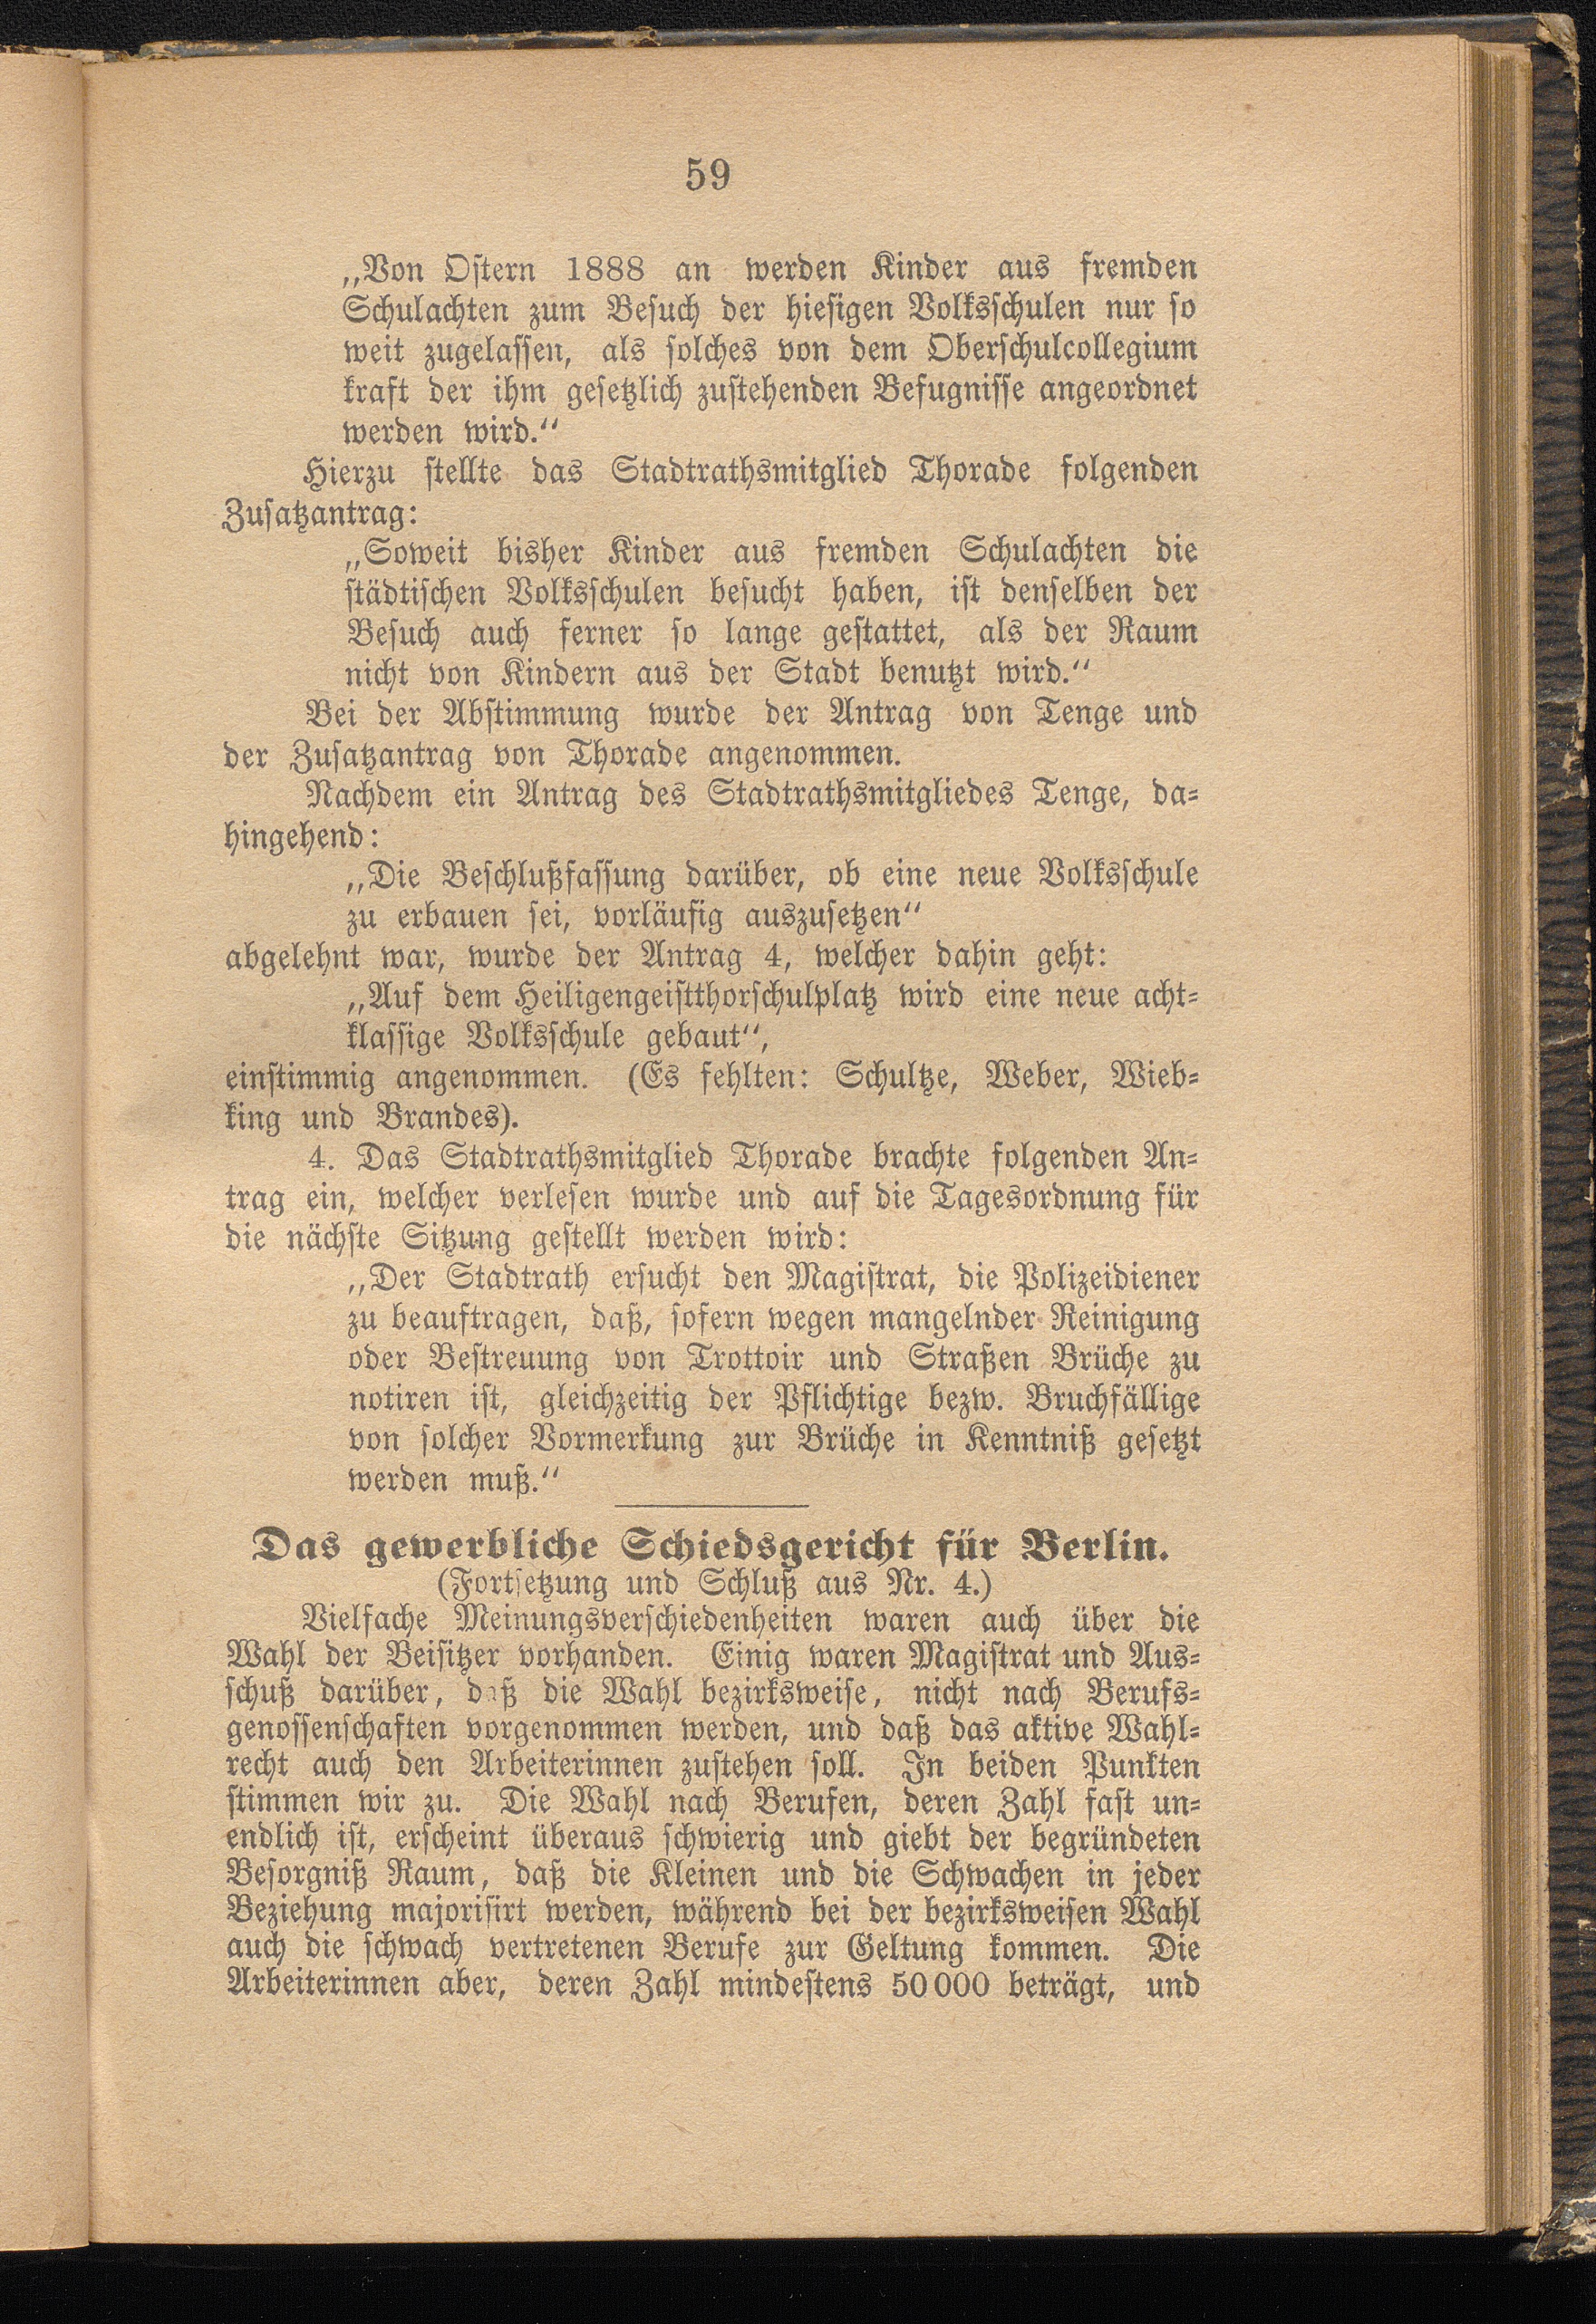 59
„Von Ostern 1888 an werden Kinder aus fremden
Schulachten zum Besuch der hiesigen Volksschulen nur so
weit zugelassen, als solches von dem Oberschulcollegium
kraft der ihm gesetzlich zustehenden Befugnisse angeordnet
werden wird.“
Hierzu stellte das Stadtrathsmitglied Thorade folgenden
Zusatzantrag:
„Soweit bisher Kinder aus fremden Schulachten die
städtischen Volksschulen besucht haben, ist denselben der
Besuch auch ferner so lange gestattet, als der Raum
nicht von Kindern aus der Stadt benutzt wird.“
Bei der Abstimmung wurde der Antrag von Tenge und
der Zusatzantrag von Thorade angenommen.
Nachdem ein Antrag des Stadtrathsmitgliedes Tenge, da-
hingehend:
„Die Beschlußfassung darüber, ob eine neue Volksschule
zu erbauen sei, vorläufig auszusetzen“
abgelehnt war, wurde der Antrag 4, welcher dahin geht:
„Auf dem Heiligengeistthorschulplatz wird eine neue acht-
klassige Volksschule gebaut“,
einstimmig angenommen. (Es fehlten: Schultze, Weber, Wieb-
king und Brandes).
4. Das Stadtrathsmitglied Thorade brachte folgenden An-
trag ein, welcher verlesen wurde und auf die Tagesordnung für
die nächste Sitzung gestellt werden wird:
„Der Stadtrath ersucht den Magistrat, die Polizeidiener
zu beauftragen, daß, sofern wegen mangelnder Reinigung
oder Bestreuung von Trottoir und Straßen Brüche zu
notiren ist, gleichzeitig der Pflichtige bezw. Bruchfällige
von solcher Vormerkung zur Brüche in Kenntniß gesetzt
werden muß.“
Das gewerbliche Schiedsgericht für Berlin.
(Fortsetzung und Schluß aus Nr. 4.)
Vielfache Meinungsverschiedenheiten waren auch über die
Wahl der Beisitzer vorhanden. Einig waren Magistrat und Aus-
schuß darüber, daß die Wahl bezirksweise, nicht nach Berufs-
genossenschaften vorgenommen werden, und daß das aktive Wahl-
recht auch den Arbeiterinnen zustehen soll. In beiden Punkten
stimmen wir zu. Die Wahl nach Berufen, deren Zahl fast un-
endlich ist, erscheint überaus schwierig und giebt der begründeten
Besorgniß Raum, daß die Kleinen und die Schwachen in jeder
Beziehung majorisirt werden, während bei der bezirksweisen Wahl
auch die schwach vertretenen Berufe zur Geltung kommen. Die
Arbeiterinnen aber, deren Zahl mindestens 50 000 beträgt, und